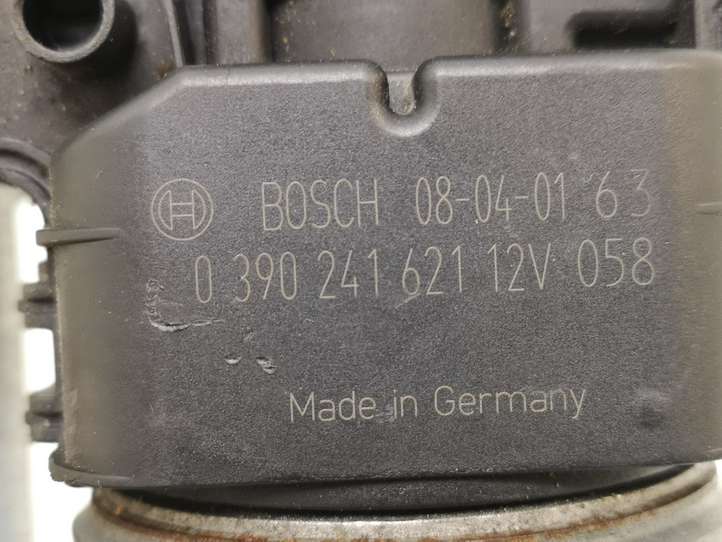 BOSCH 08-04-01 63
0 390 241 621 12V 058
Made in Germany